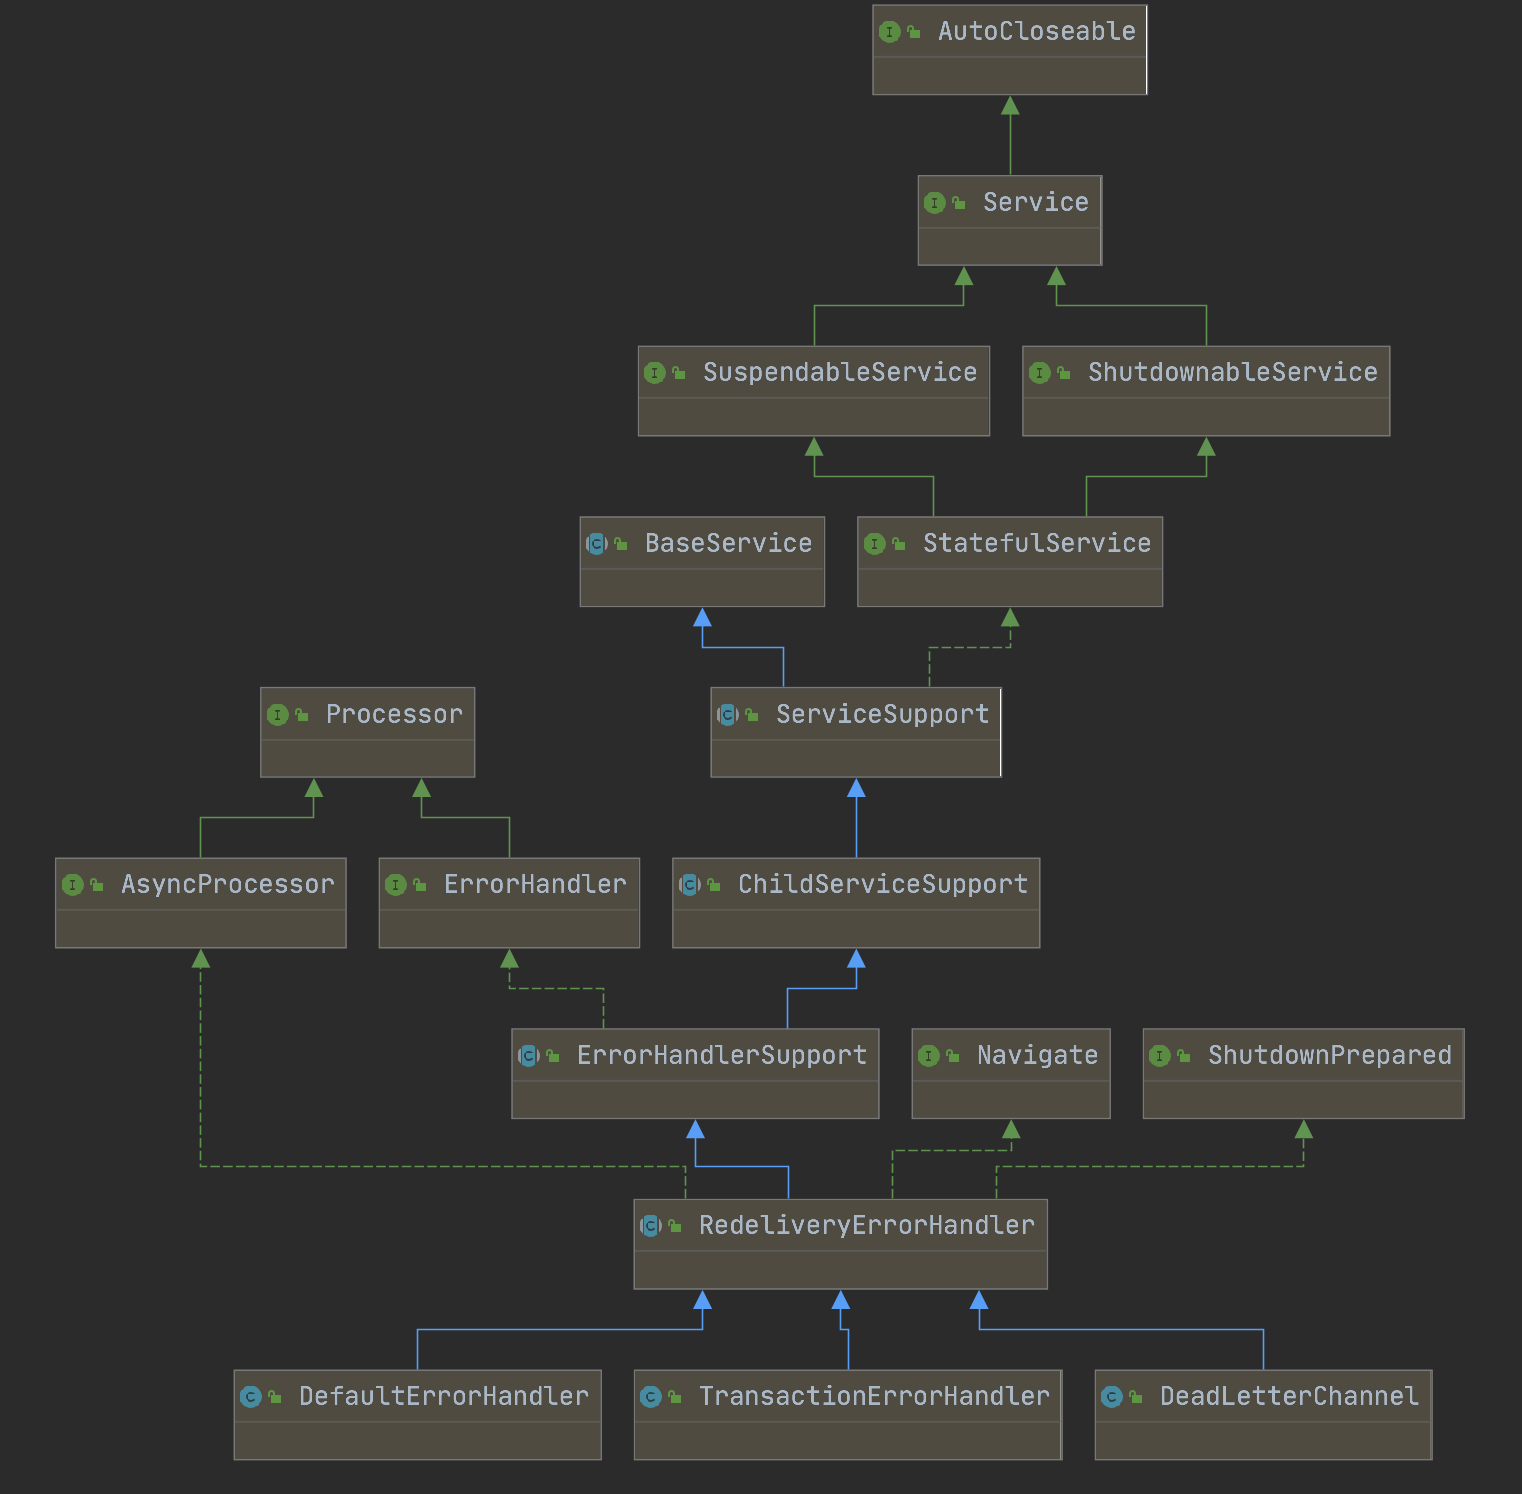 AutoCloseable
Service
SuspendableService
ShutdownableService
BaseService
StatefulService
Processor
ServiceSupport
AsyncProcessor
ErrorHandler
ChildServiceSupport
ErrorHandlerSupport
Navigate
ShutdownPrepared
RedeliveryErrorHandler
DefaultErrorHandler
TransactionErrorHandler
DeadLetterChannel